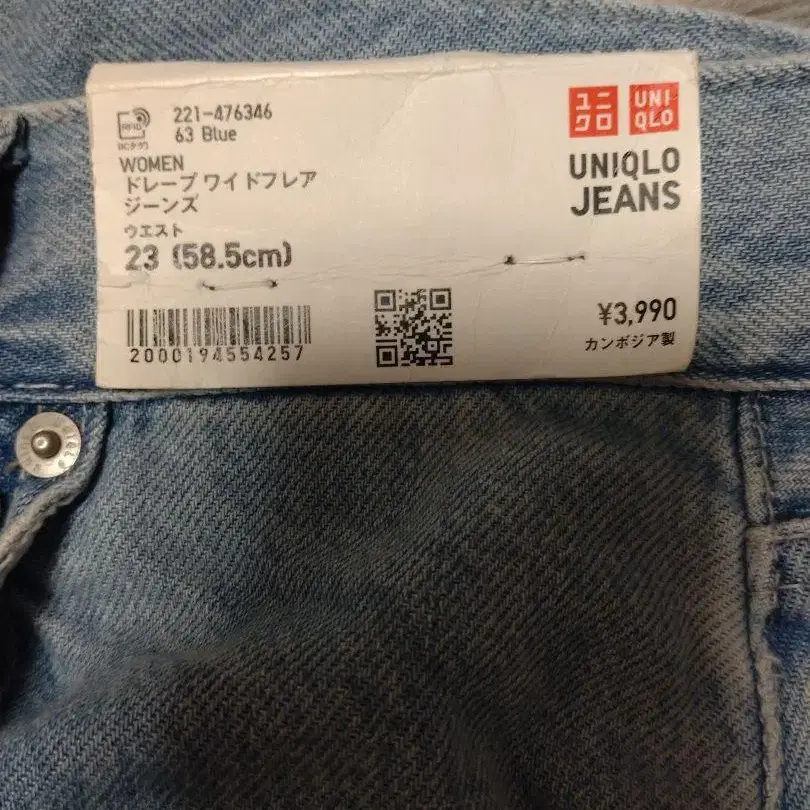 221-476346
63 Blue
RFID
ICタグ
WOMEN
ドレープワイドフレア
ジーンズ
ウエスト
23 (58.5cm)
2000194554257
ユニ
クロ
UNI
QLO
UNIQLO
JEANS
¥3,990
カンボジア製